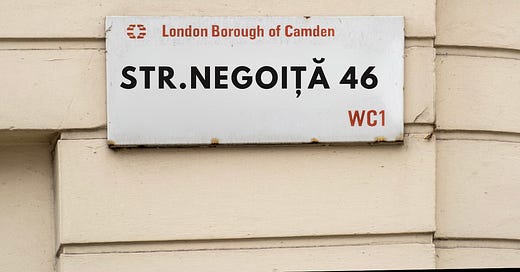 London Borough of Camden
STR.NEGOIȚĂ 46
WC1